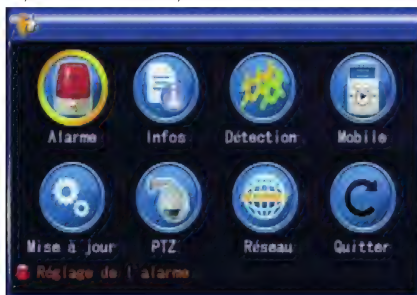 Alarme Infos Détection Mobile
Mise à jour PTZ Réseau Quitter
Réglage de l'alarme